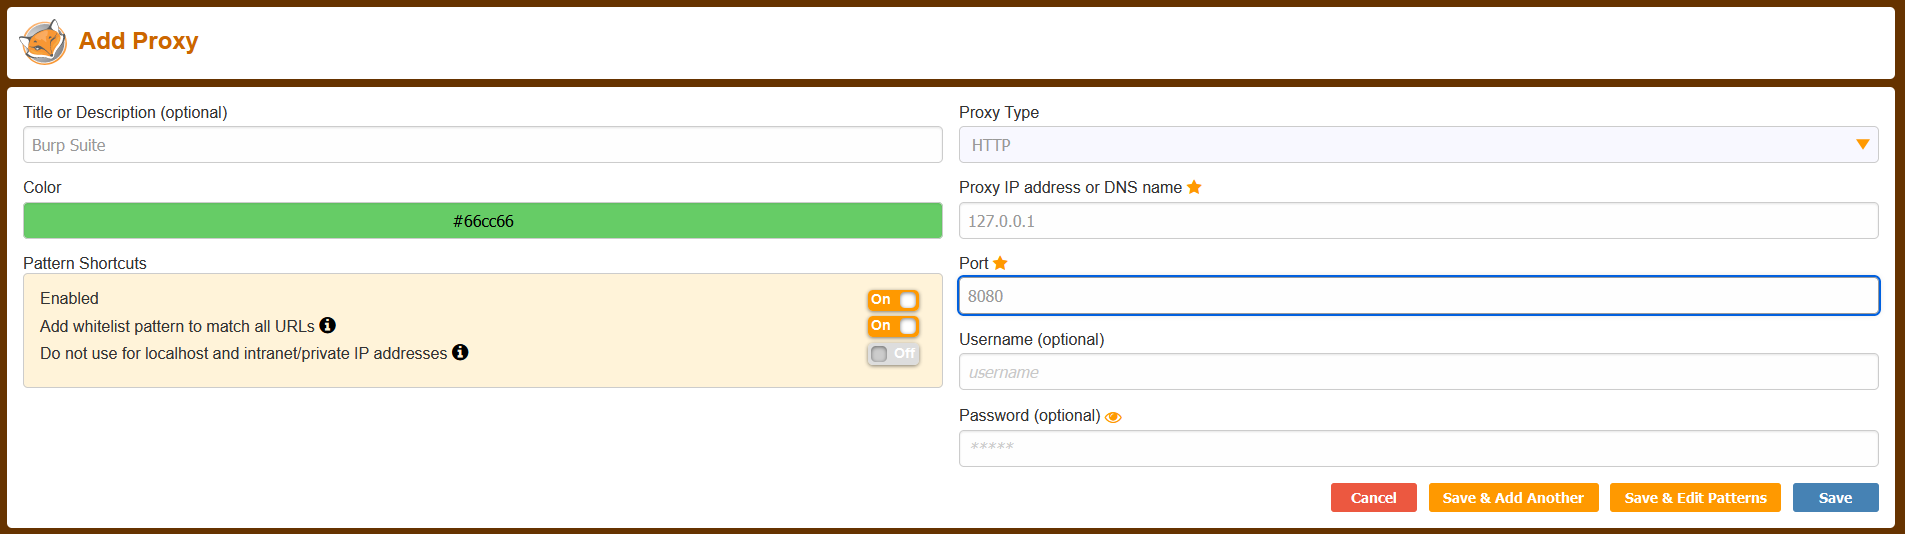 Add Proxy
Title or Description (optional)
Burp Suite
Color
#66cc66
Pattern Shortcuts
Enabled
On
Add whitelist pattern to match all URLs
On
Do not use for localhost and intranet/private IP addresses
Off
Proxy Type
HTTP
Proxy IP address or DNS name
127.0.0.1
Port
8080
Username (optional)
username
Password (optional)
*****
Cancel
Save & Add Another
Save & Edit Patterns
Save